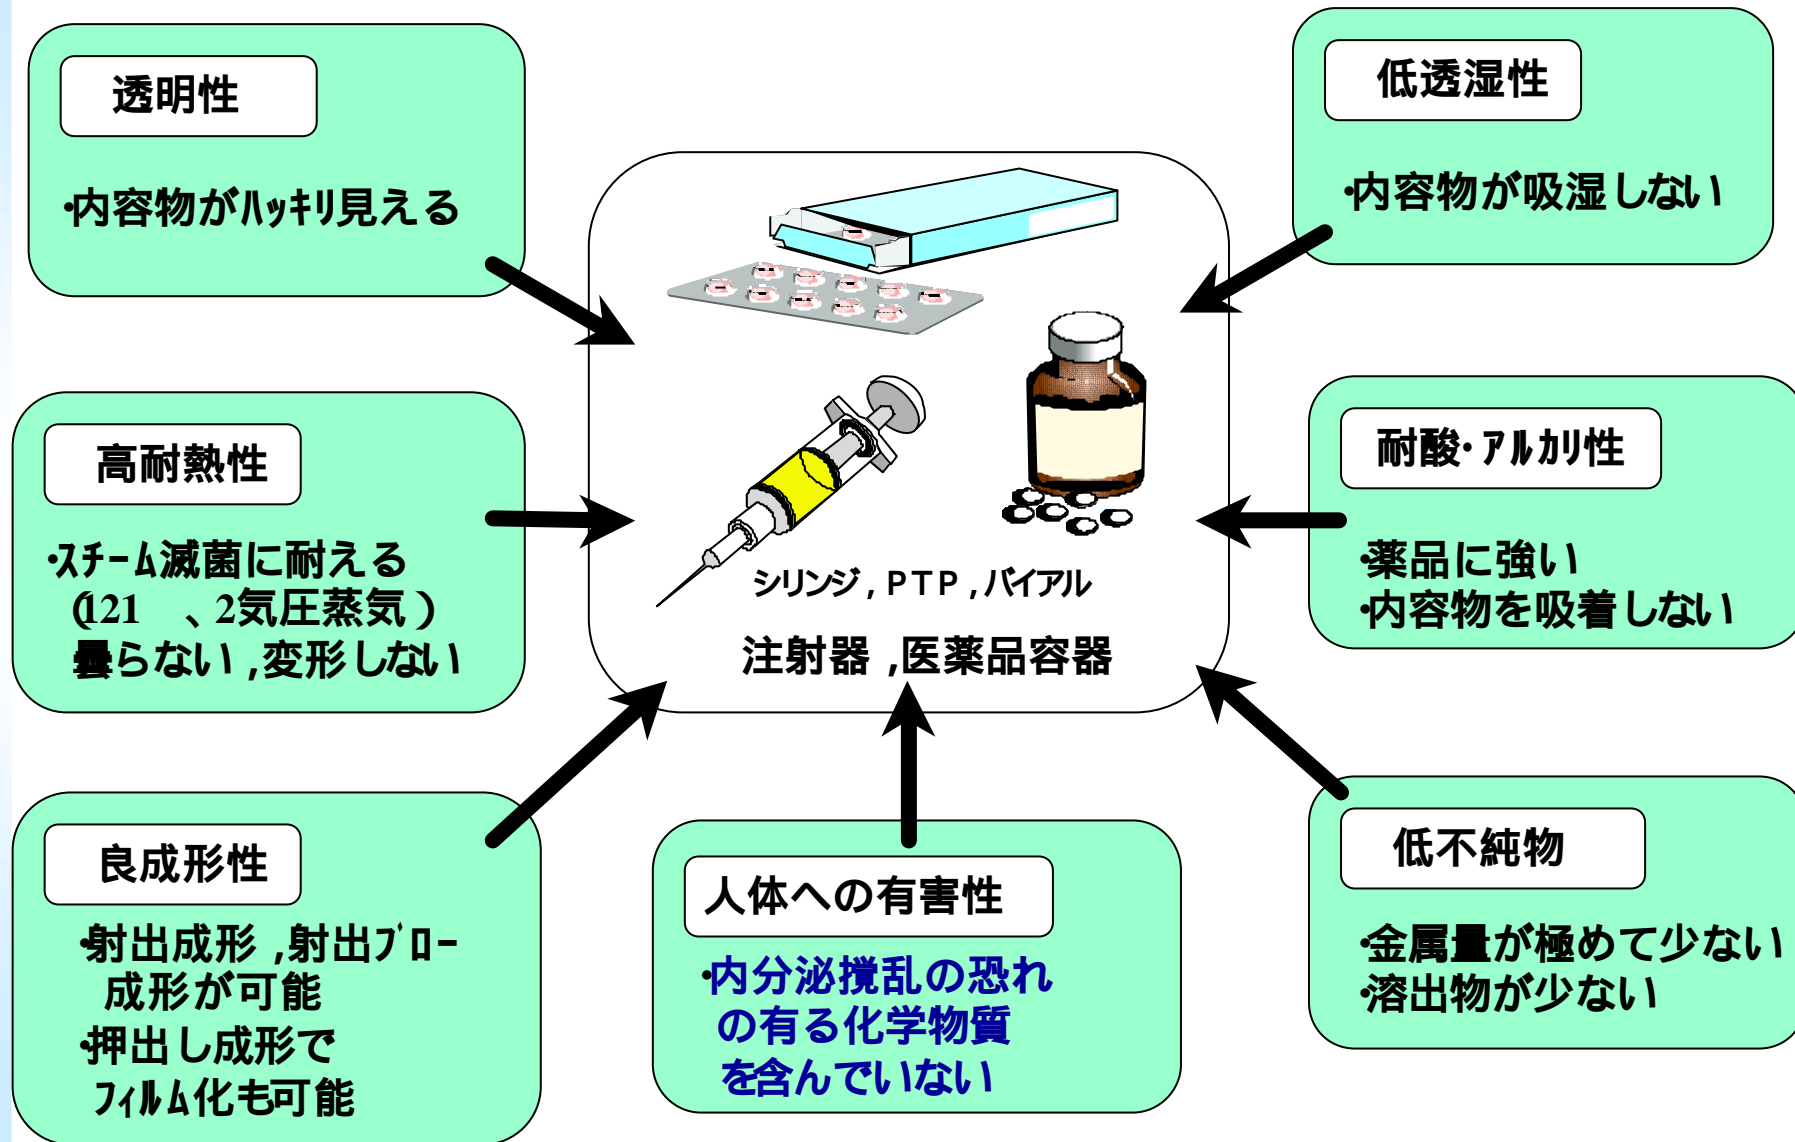 透明性
・内容物がﾊｯｷﾘ見える
低透湿性
・内容物が吸湿しない
高耐熱性
・ｽﾁｰﾑ滅菌に耐える
(121 、2気圧蒸気)
曇らない,変形しない
シリンジ,PTP,バイアル
注射器,医薬品容器
耐酸・ｱﾙｶﾘ性
・薬品に強い
・内容物を吸着しない
良成形性
・射出成形,射出ﾌﾞﾛｰ
成形が可能
・押出し成形で
ﾌｨﾙﾑ化も可能
人体への有害性
・内分泌撹乱の恐れ
の有る化学物質
を含んでいない
低不純物
・金属量が極めて少ない
・溶出物が少ない